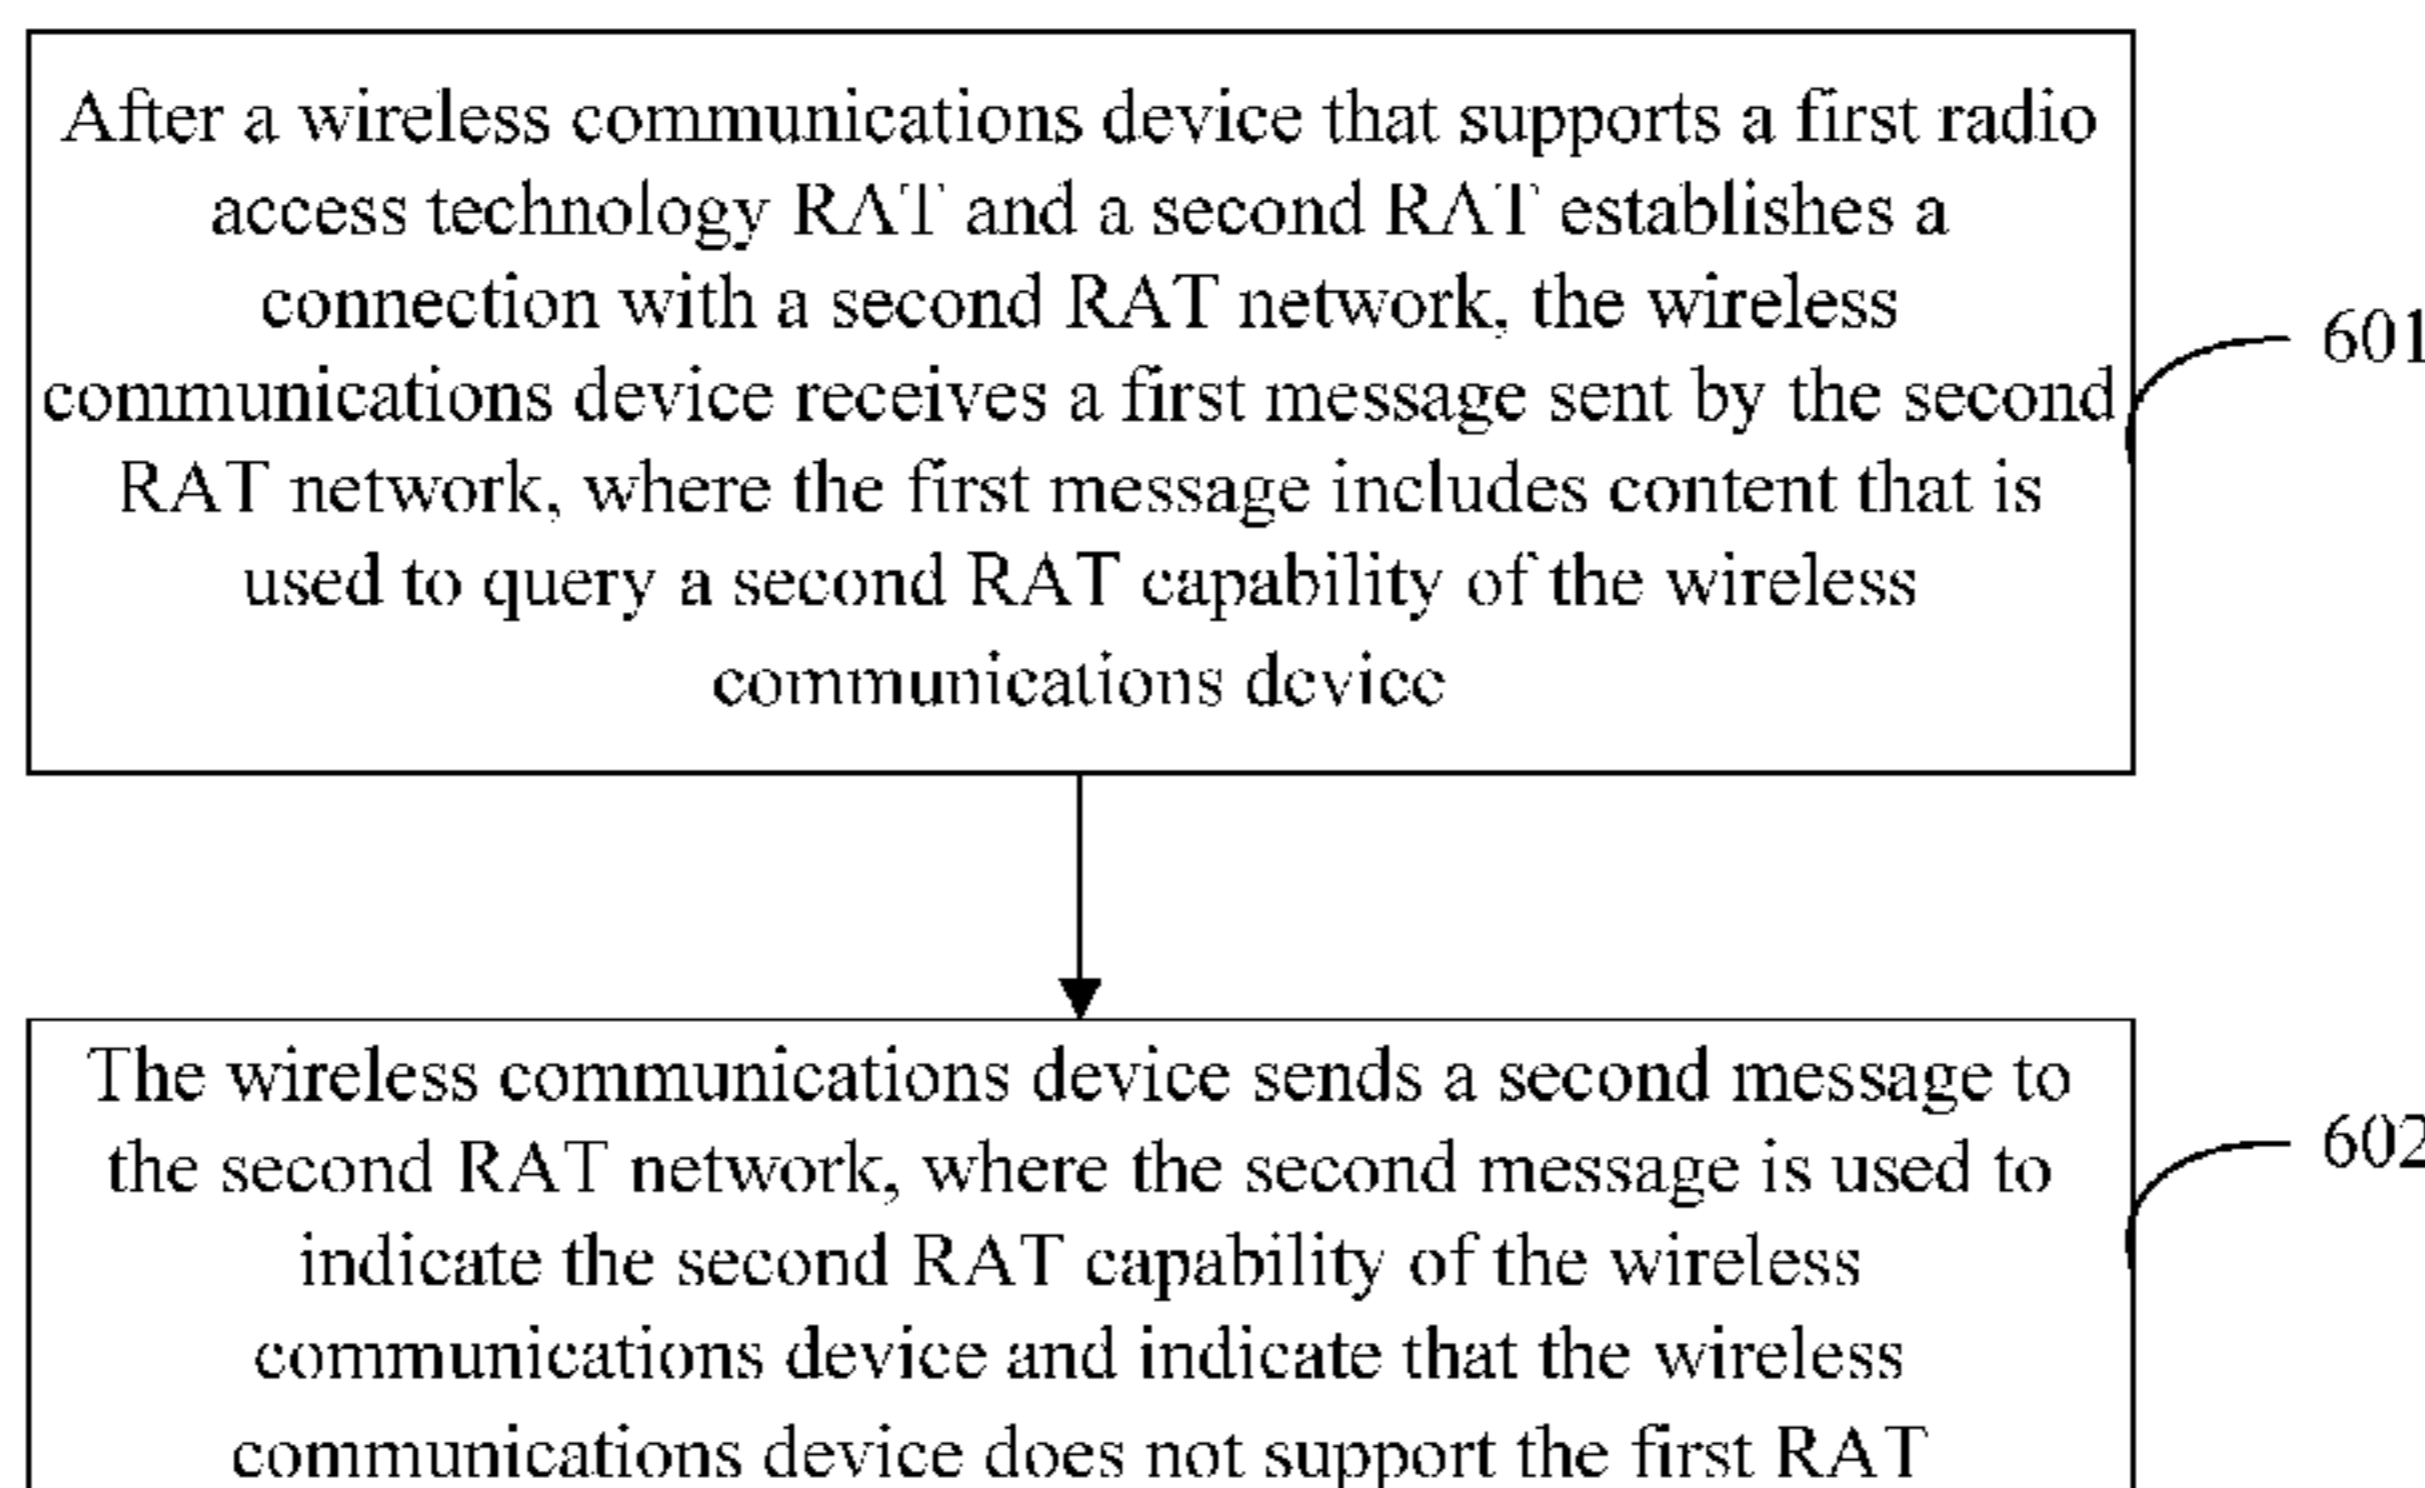 After a wireless communications device that supports a first radio
access technology RAT and a second RAT establishes a
connection with a second RAT network, the wireless
communications device receives a first message sent by the second
RAT network, where the first message includes content that is
used to query a second RAT capability of the wireless
communications device
601
The wireless communications device sends a second message to
the second RAT network, where the second message is used to
indicate the second RAT capability of the wireless
communications device and indicate that the wireless
communications device does not support the first RAT
602